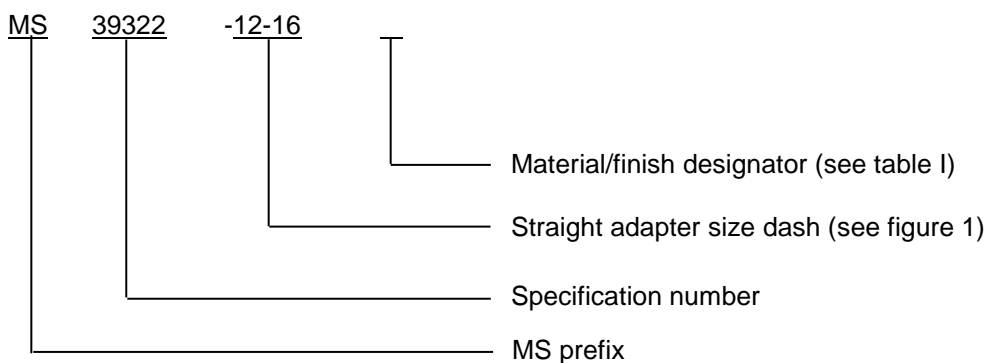 MS 39322 -12-16
Material/finish designator (see table I)
Straight adapter size dash (see figure 1)
Specification number
MS prefix